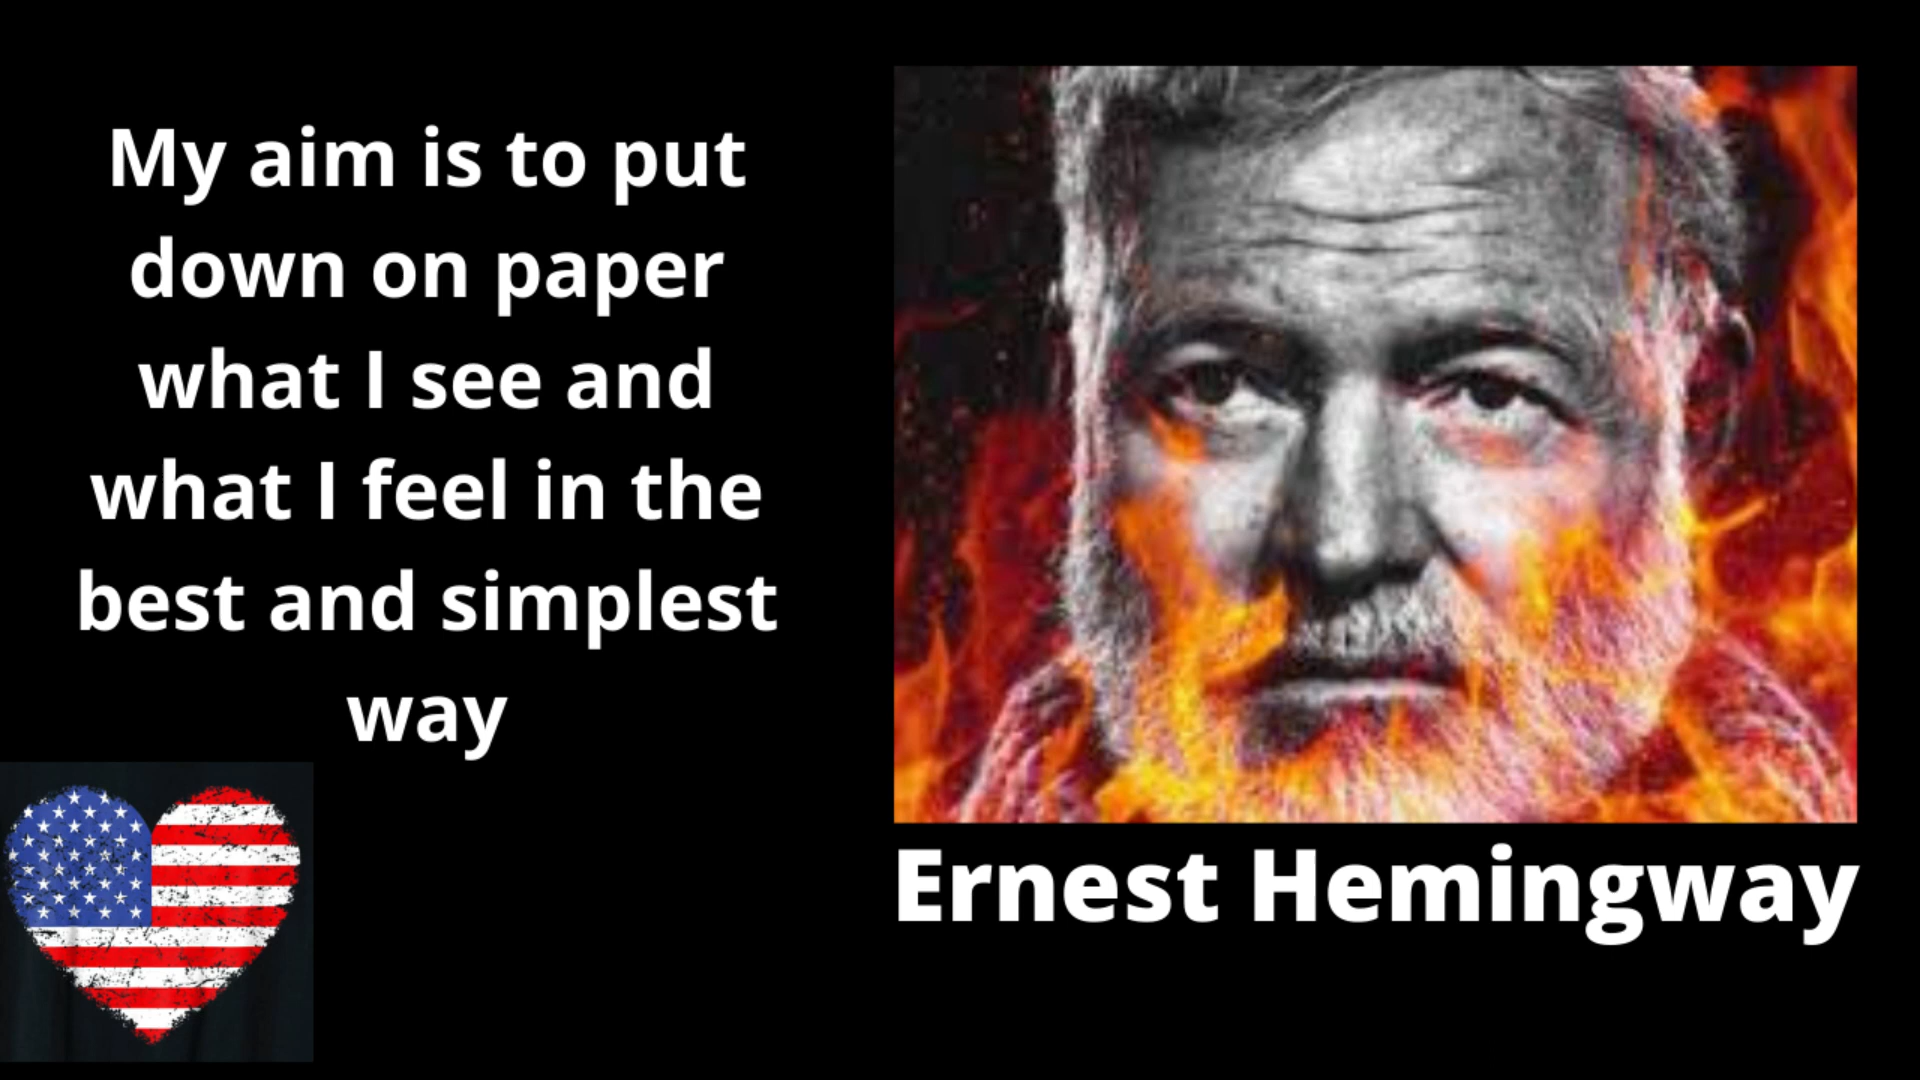 My aim is to put
down on paper
what I see and
what I feel in the
best and simplest
way
Ernest Hemingway